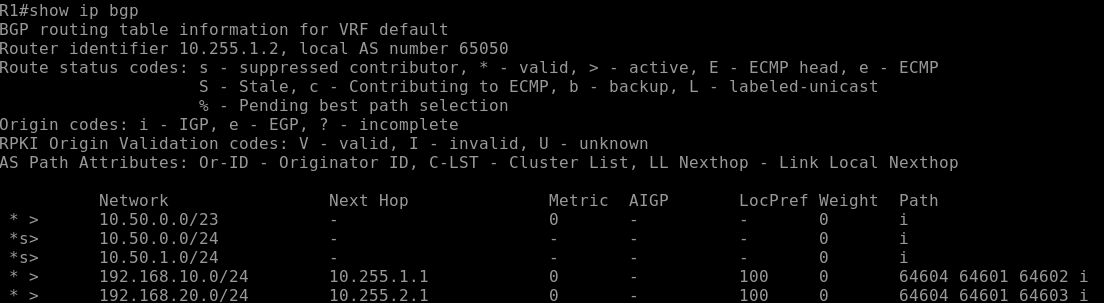 R1#show ip bgp
BGP routing table information for VRF default
Router identifier 10.255.1.2, local AS number 65050
Route status codes: s - suppressed contributor, * - valid, > - active, E - ECMP head, e - ECMP
                    S - Stale, c - Contributing to ECMP, b - backup, L - labeled-unicast
                    % - Pending best path selection
Origin codes: i - IGP, e - EGP, ? - incomplete
RPKI Origin Validation codes: V - valid, I - invalid, U - unknown
AS Path Attributes: Or-ID - Originator ID, C-LST - Cluster List, LL Nexthop - Link Local Nexthop

          Network                Next Hop              Metric  AIGP       LocPref Weight  Path
 * >      10.50.0.0/23           -                     0       -          -       0       i
 *s>      10.50.0.0/24           -                     -       -          -       0       i
 *s>      10.50.1.0/24           -                     -       -          -       0       i
 * >      192.168.10.0/24        10.255.1.1            0       -          100     0       64604 64601 64602 i
 * >      192.168.20.0/24        10.255.2.1            0       -          100     0       64604 64601 64603 i